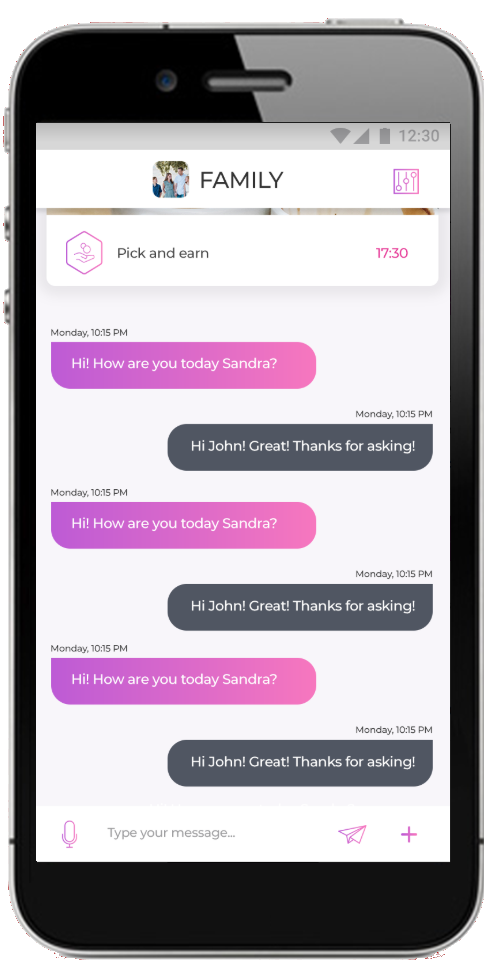 12:30
FAMILY
Pick and earn
17:30
Monday, 10:15 PM
Hi! How are you today Sandra?
Monday, 10:15 PM
Hi John! Great! Thanks for asking!
Monday, 10:15 PM
Hi! How are you today Sandra?
Monday, 10:15 PM
Hi John! Great! Thanks for asking!
Monday, 10:15 PM
Hi! How are you today Sandra?
Monday, 10:15 PM
Hi John! Great! Thanks for asking!
Type your message...